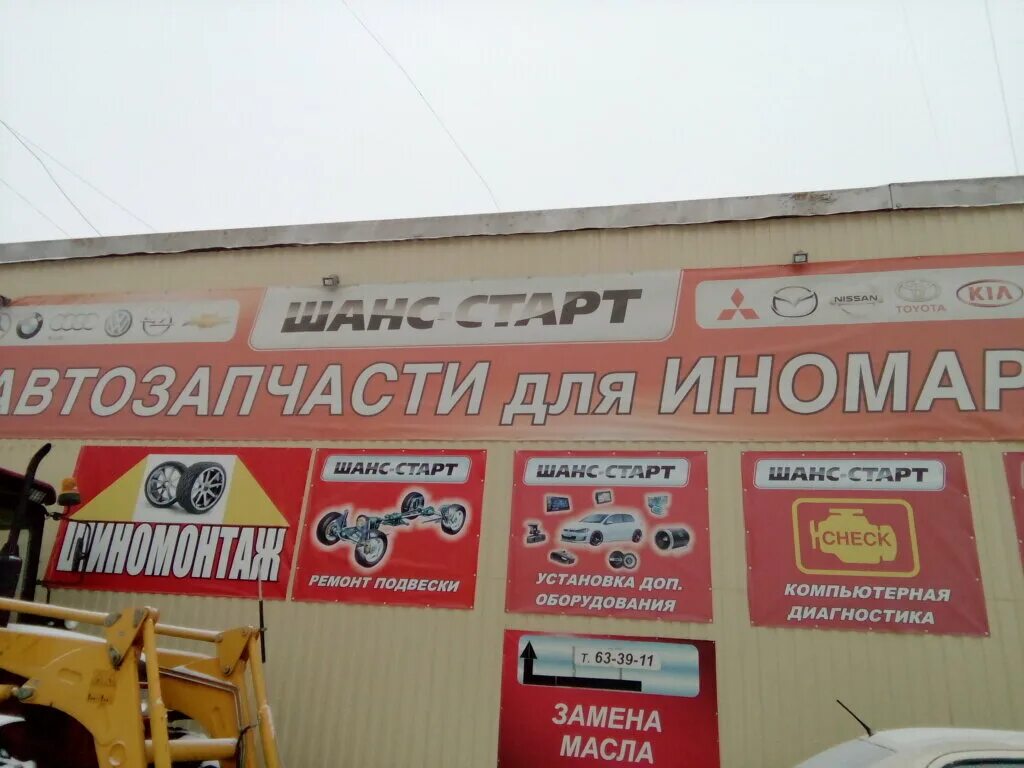 ШАНС-СТАРТ
NISSAN
TOYOTA
KIA
АВТОЗАПЧАСТИ для ИНОМАР
ШИНОМОНТАЖ
ШАНС-СТАРТ
РЕМОНТ ПОДВЕСКИ
ШАНС-СТАРТ
УСТАНОВКА ДОП.
ОБОРУДОВАНИЯ
ШАНС-СТАРТ
CHECK
КОМПЬЮТЕРНАЯ
ДИАГНОСТИКА
Т. 63-39-11
ЗАМЕНА
МАСЛА